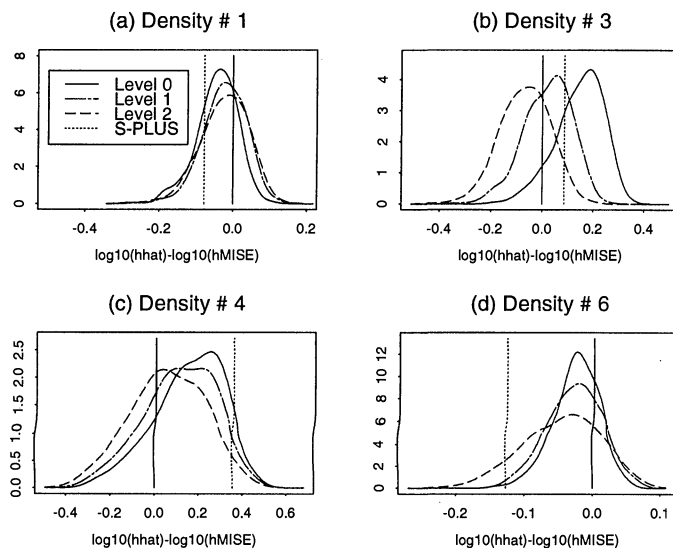 (a) Density # 1
(b) Density # 3
0 2 4 6 8
Level 0
Level 1
Level 2
S-PLUS
0 1 2 3 4
-0.4 -0.2 0.0 0.2
-0.4 -0.2 0.0 0.2 0.4
log10(hhat)-log10(hMISE)
log10(hhat)-log10(hMISE)
(c) Density # 4
(d) Density # 6
0.0 0.5 1.0 1.5 2.0 2.5
0 2 4 6 8 10 12
-0.4 -0.2 0.0 0.2 0.4 0.6
-0.2 -0.1 0.0 0.1
log10(hhat)-log10(hMISE)
log10(hhat)-log10(hMISE)